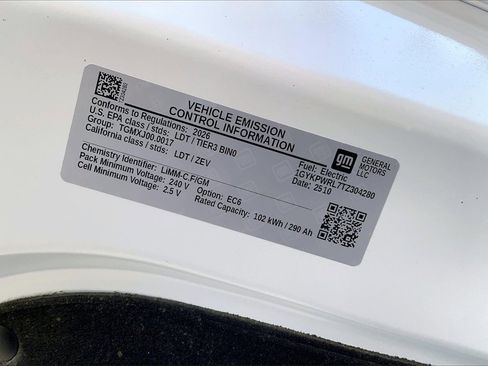 TZ304280
VEHICLE EMISSION
CONTROL INFORMATION
Conforms to Regulations: 2026
U.S. EPA class / stds: LDT / TIER3 BIN0
Group: TGMXJ00.0017
California class / stds: LDT / ZEV
Fuel: Electric
1GYKPWRL7TZ304280
Date: 2510
gm
GENERAL
MOTORS
LLC
Chemistry Identifier: LiMM-C.F/GM
Pack Minimum Voltage: 240 V Option: EC6
Cell Minimum Voltage: 2.5 V Rated Capacity: 102 kWh / 290 Ah